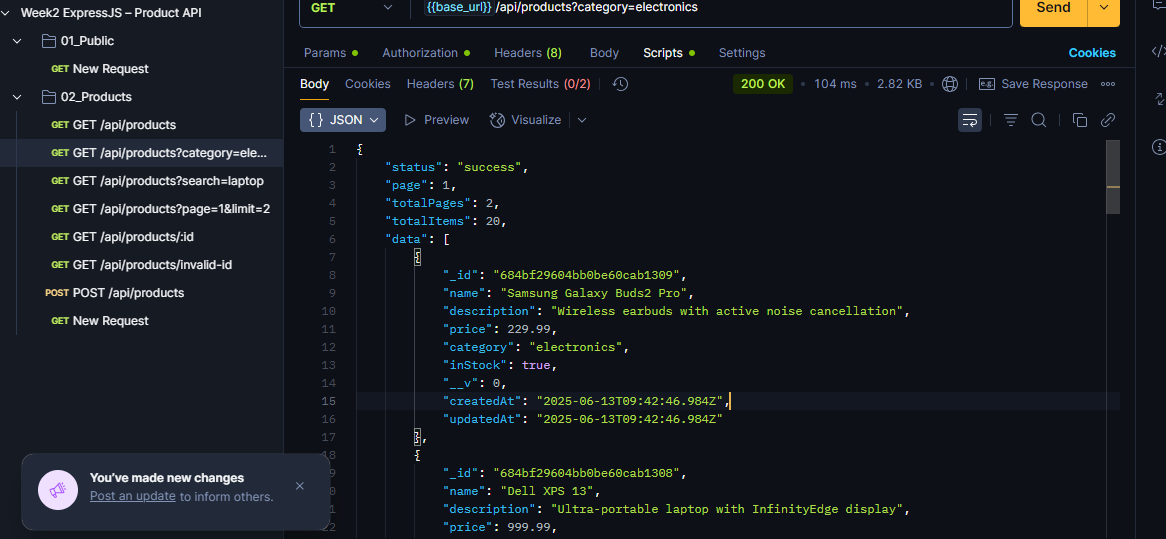 Week2 ExpressJS – Product API
01_Public
GET New Request
02_Products
GET GET /api/products
GET GET /api/products?category=ele...
GET GET /api/products?search=laptop
GET GET /api/products?page=1&limit=2
GET GET /api/products/:id
GET GET /api/products/invalid-id
POST POST /api/products
GET New Request
You've made new changes
Post an update to inform others.
GET {{base_url}} /api/products?category=electronics Send
Params Authorization Headers (8) Body Scripts Settings Cookies
Body Cookies Headers (7) Test Results (0/2) 200 OK 104 ms 2.82 KB e.g. Save Response
{} JSON Preview Visualize
1 {
2 "status": "success",
3 "page": 1,
4 "totalPages": 2,
5 "totalItems": 20,
6 "data": [
7 {
8 "_id": "684bf29604bb0be60cab1309",
9 "name": "Samsung Galaxy Buds2 Pro",
10 "description": "Wireless earbuds with active noise cancellation",
11 "price": 229.99,
12 "category": "electronics",
13 "inStock": true,
14 "__v": 0,
15 "createdAt": "2025-06-13T09:42:46.984Z",
16 "updatedAt": "2025-06-13T09:42:46.984Z"
17 },
18 {
9 "_id": "684bf29604bb0be60cab1308",
0 "name": "Dell XPS 13",
1 "description": "Ultra-portable laptop with InfinityEdge display",
22 "price": 999.99,